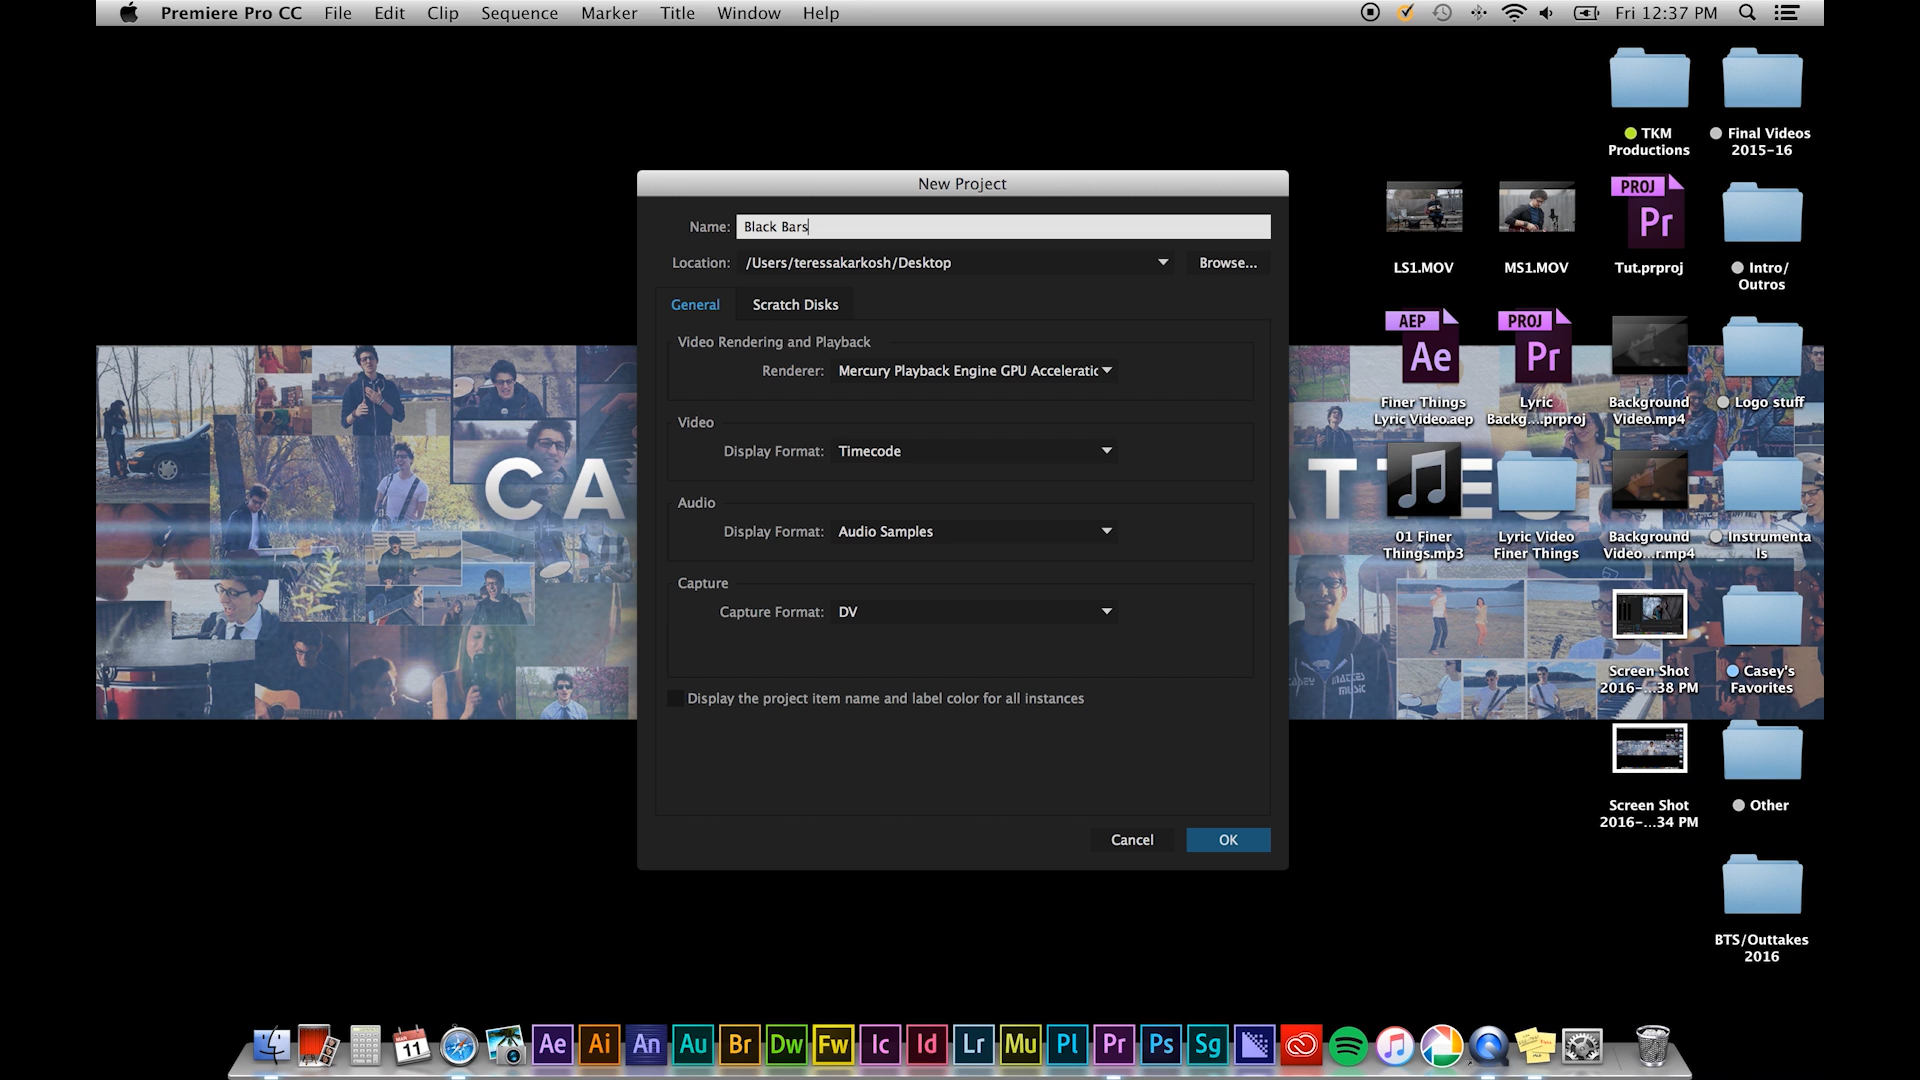 Premiere Pro CC File Edit Clip Sequence Marker Title Window Help Fri 12:37 PM
New Project
Name: Black Bars
Location: /Users/teressakarkosh/Desktop Browse...
General Scratch Disks
Video Rendering and Playback
Renderer: Mercury Playback Engine GPU Acceleratic
Video
Display Format: Timecode
Audio
Display Format: Audio Samples
Capture
Capture Format: DV
Display the project item name and label color for all instances
Cancel OK
CA
ATTE
TKM
Productions
Final Videos
2015-16
LS1.MOV
MS1.MOV
PROJ
Pr
Tut.prproj
Intro/
Outros
AEP
Ae
Finer Things
Lyric Video.aep
PROJ
Pr
Lyric
Backg....prproj
Background
Video.mp4
Logo stuff
01 Finer
Things.mp3
Lyric Video
Finer Things
Background
Video...r.mp4
Instrumenta
ls
Screen Shot
2016-...38 PM
Casey's
Favorites
Screen Shot
2016-...34 PM
Other
BTS/Outtakes
2016
CASEY MATTES
MUSIC
MAR
11
Ae Ai An Au Br Dw Fw Ic Id Lr Mu Pl Pr Ps Sg